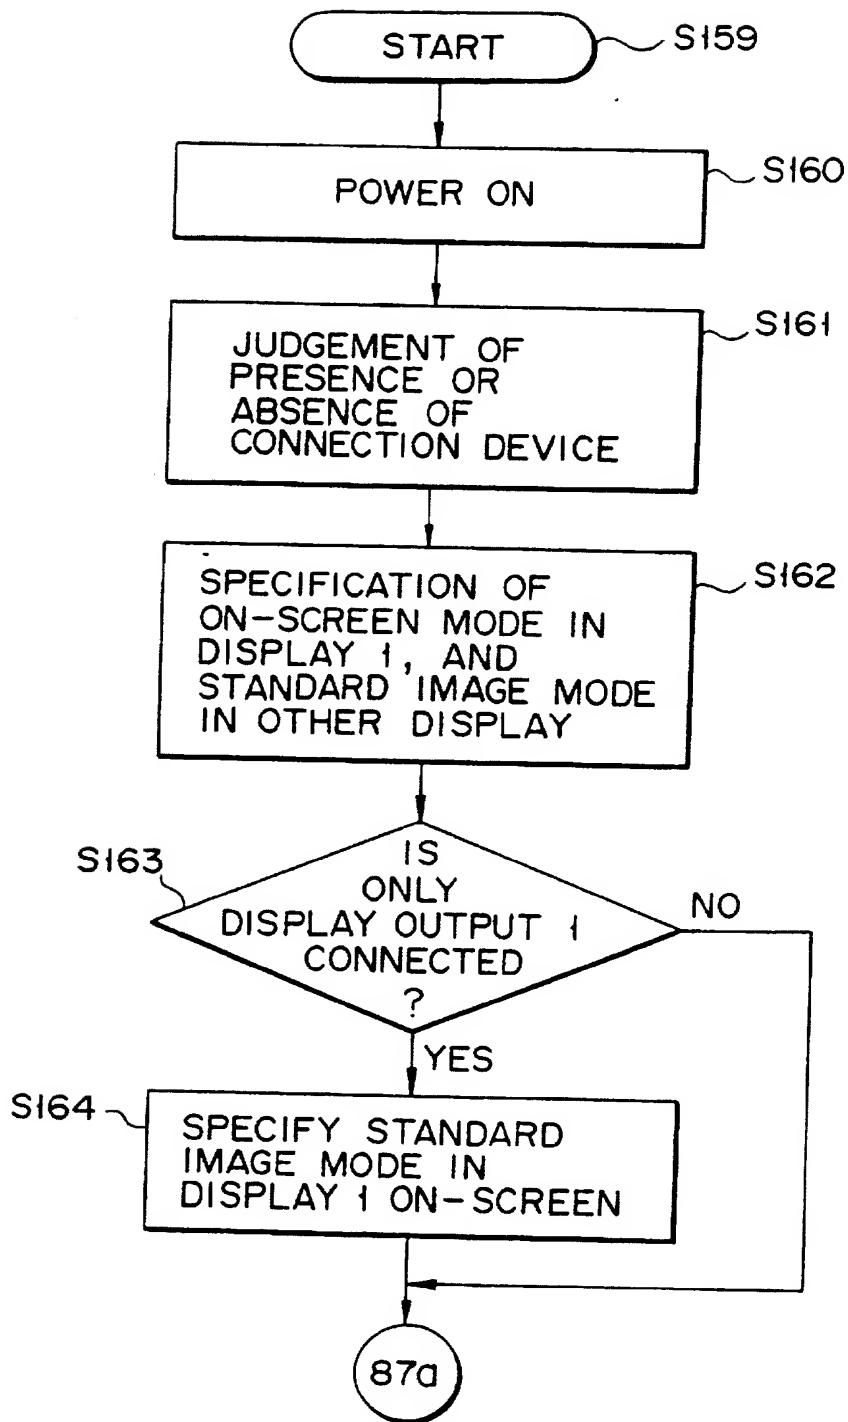 START
S159
POWER ON
S160
JUDGEMENT OF
PRESENCE OR
ABSENCE OF
CONNECTION DEVICE
S161
SPECIFICATION OF
ON-SCREEN MODE IN
DISPLAY 1, AND
STANDARD IMAGE MODE
IN OTHER DISPLAY
S162
S163
IS
ONLY
DISPLAY OUTPUT 1
CONNECTED
?
NO
YES
S164
SPECIFY STANDARD
IMAGE MODE IN
DISPLAY 1 ON-SCREEN
87a